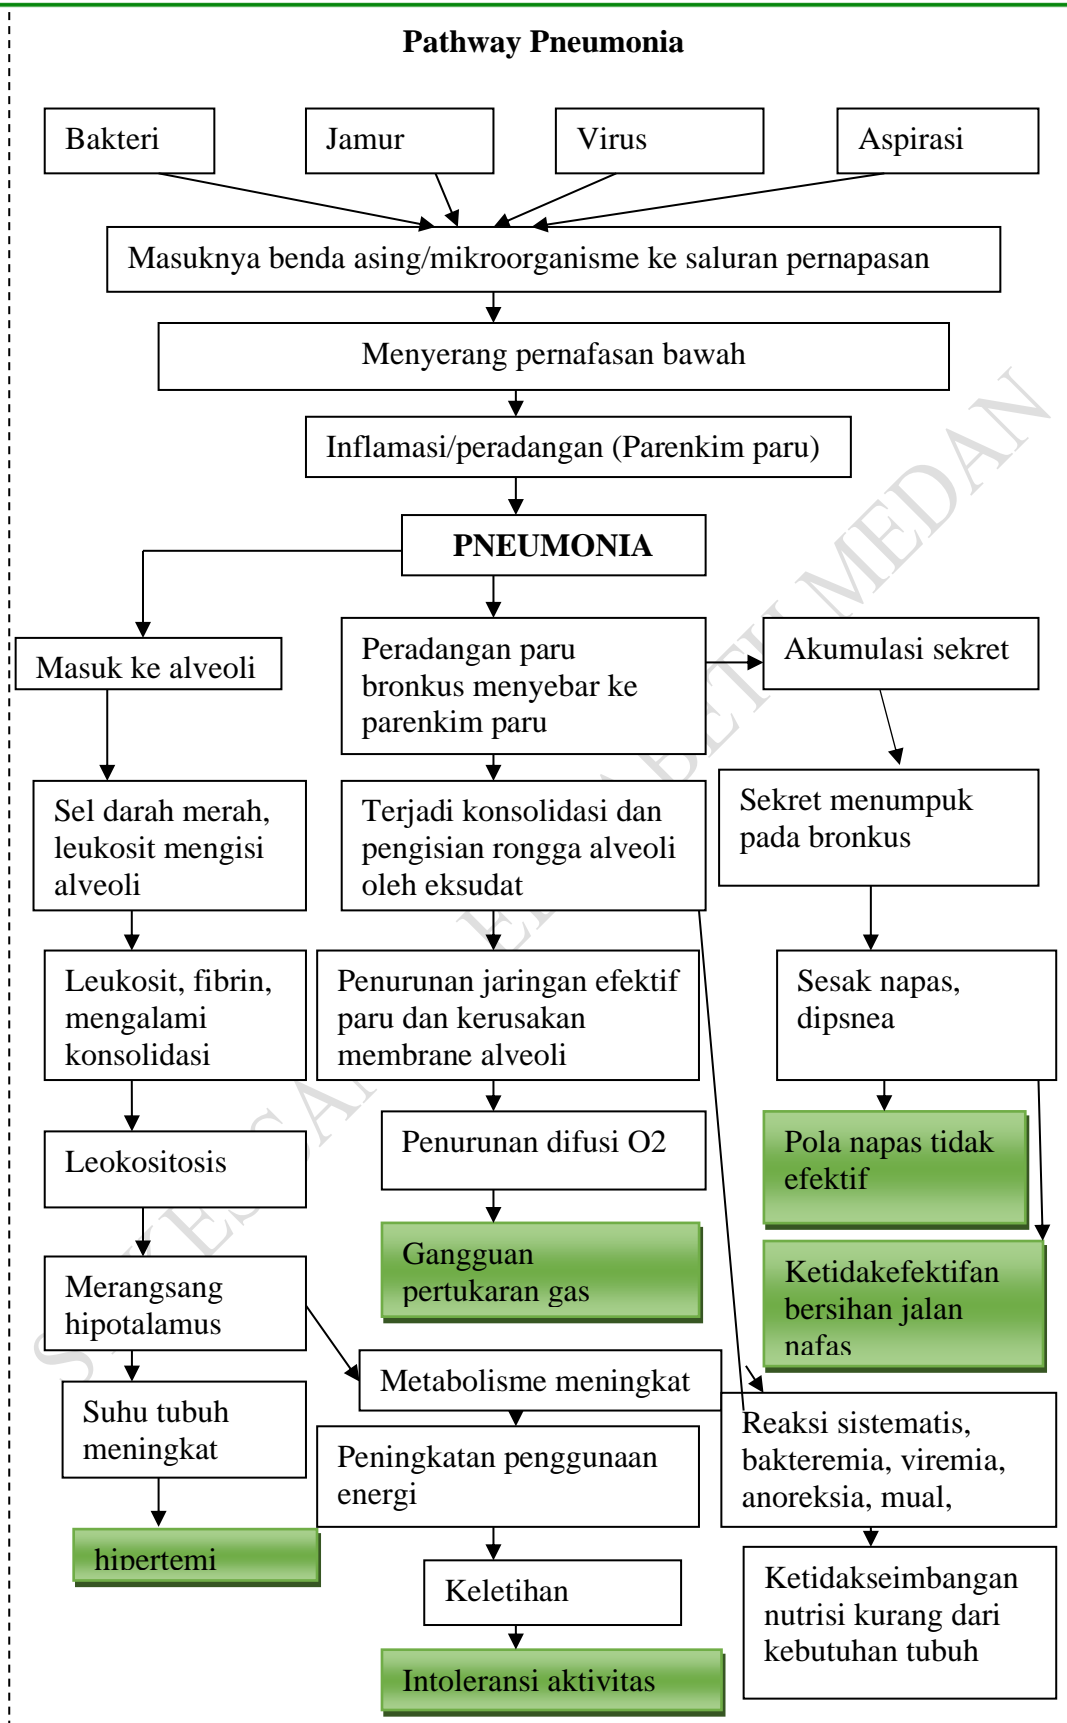 Pathway Pneumonia
Bakteri
Jamur
Virus
Aspirasi
Masuknya benda asing/mikroorganisme ke saluran pernapasan
Menyerang pernafasan bawah
Inflamasi/peradangan (Parenkim paru)
PNEUMONIA
Masuk ke alveoli
Peradangan paru
bronkus menyebar ke
parenkim paru
Akumulasi sekret
Sel darah merah,
leukosit mengisi
alveoli
Terjadi konsolidasi dan
pengisian rongga alveoli
oleh eksudat
Sekret menumpuk
pada bronkus
Leukosit, fibrin,
mengalami
konsolidasi
Penurunan jaringan efektif
paru dan kerusakan
membrane alveoli
Sesak napas,
dipsnea
Leokositosis
Penurunan difusi O2
Pola napas tidak
efektif
Merangsang
hipotalamus
Gangguan
pertukaran gas
Ketidakefektifan
bersihan jalan
nafas
Suhu tubuh
meningkat
Metabolisme meningkat
Reaksi sistematis,
bakteremia, viremia,
anoreksia, mual,
Peningkatan penggunaan
energi
hipertemi
Keletihan
Ketidakseimbangan
nutrisi kurang dari
kebutuhan tubuh
Intoleransi aktivitas
MEDAN